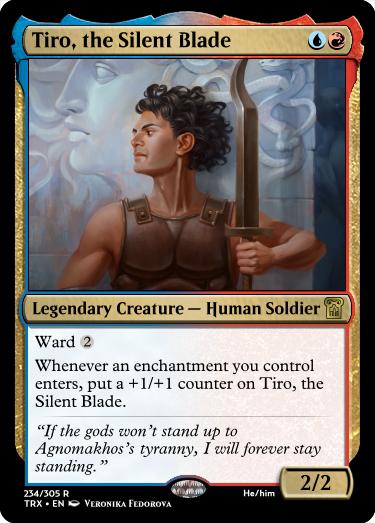 Tiro, the Silent Blade
Legendary Creature — Human Soldier
Ward 2
Whenever an enchantment you control
enters, put a +1/+1 counter on Tiro, the
Silent Blade.
“If the gods won’t stand up to
Agnomakhos’s tyranny, I will forever stay
standing.”
2/2
234/305 R
He/him
TRX • EN VERONIKA FEDOROVA